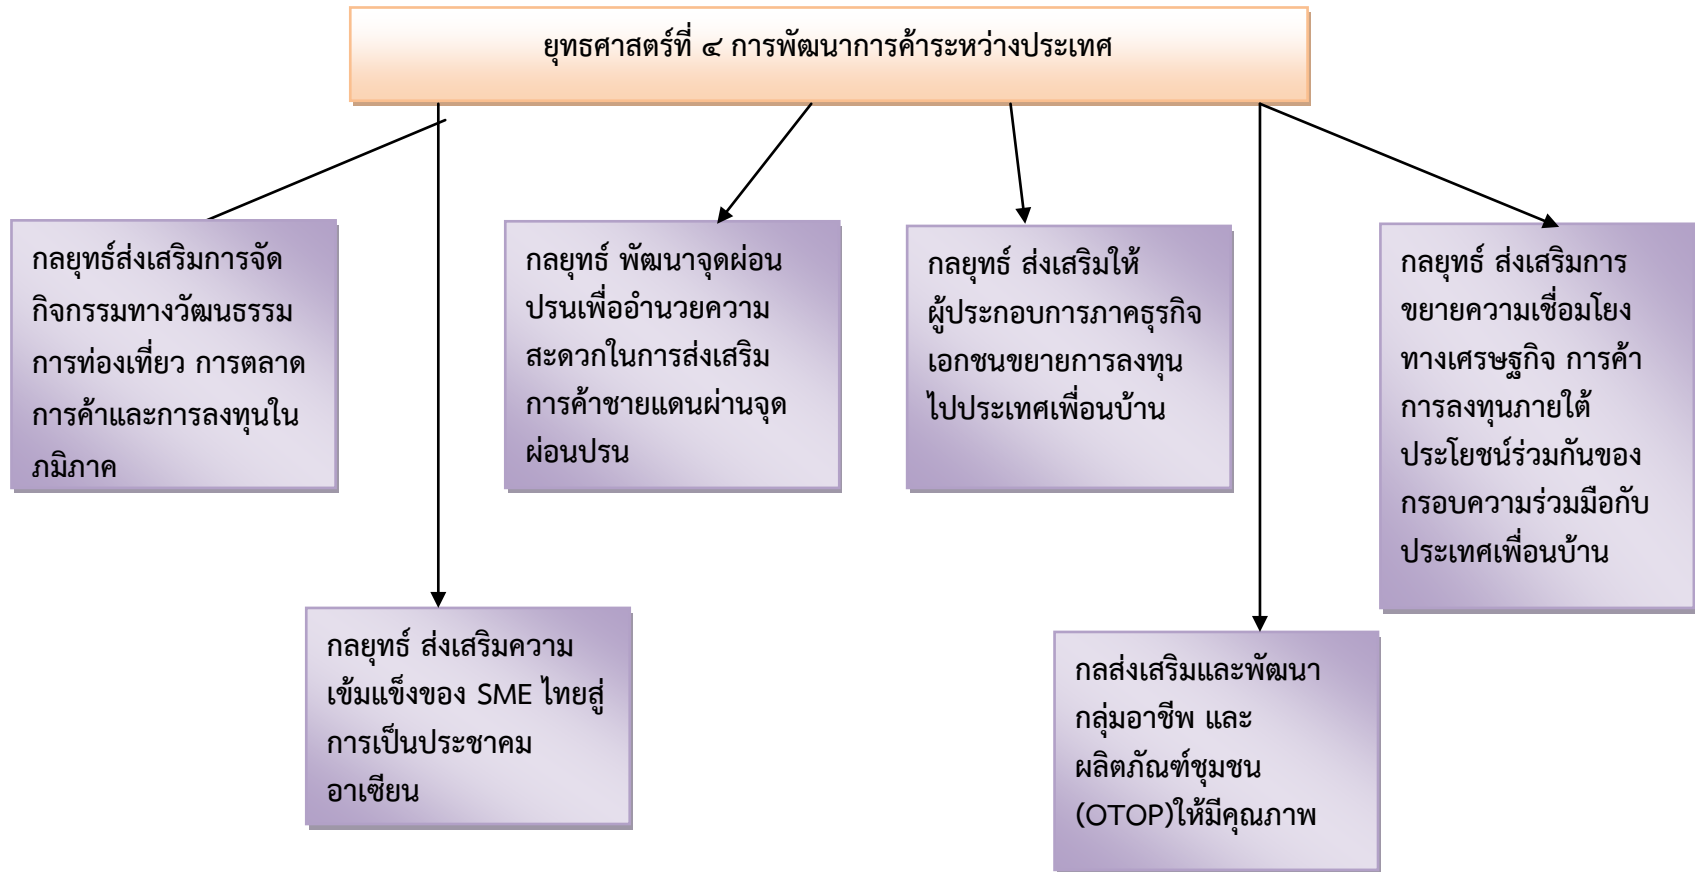 ยุทธศาสตร์ที่ ๔ การพัฒนาการค้าระหว่างประเทศ
กลยุทธ์ส่งเสริมการจัด
กิจกรรมทางวัฒนธรรม
การท่องเที่ยว การตลาด
การค้าและการลงทุนใน
ภมิภาค
กลยุทธ์ พัฒนาจุดผ่อน
ปรนเพื่ออำนวยความ
สะดวกในการส่งเสริม
การค้าชายแดนผ่านจุด
ผ่อนปรน
กลยุทธ์ ส่งเสริมให้
ผู้ประกอบการภาคธุรกิจ
เอกชนขยายการลงทุน
ไปประเทศเพื่อนบ้าน
กลยุทธ์ ส่งเสริมการ
ขยายความเชื่อมโยง
ทางเศรษฐกิจ การค้า
การลงทุนภายใต้
ประโยชน์ร่วมกันของ
กรอบความร่วมมือกับ
ประเทศเพื่อนบ้าน
กลยุทธ์ ส่งเสริมความ
เข้มแข็งของ SME ไทยสู่
การเป็นประชาคม
อาเซียน
กลส่งเสริมและพัฒนา
กลุ่มอาชีพ และ
ผลิตภัณฑ์ชุมชน
(OTOP)ให้มีคุณภาพ